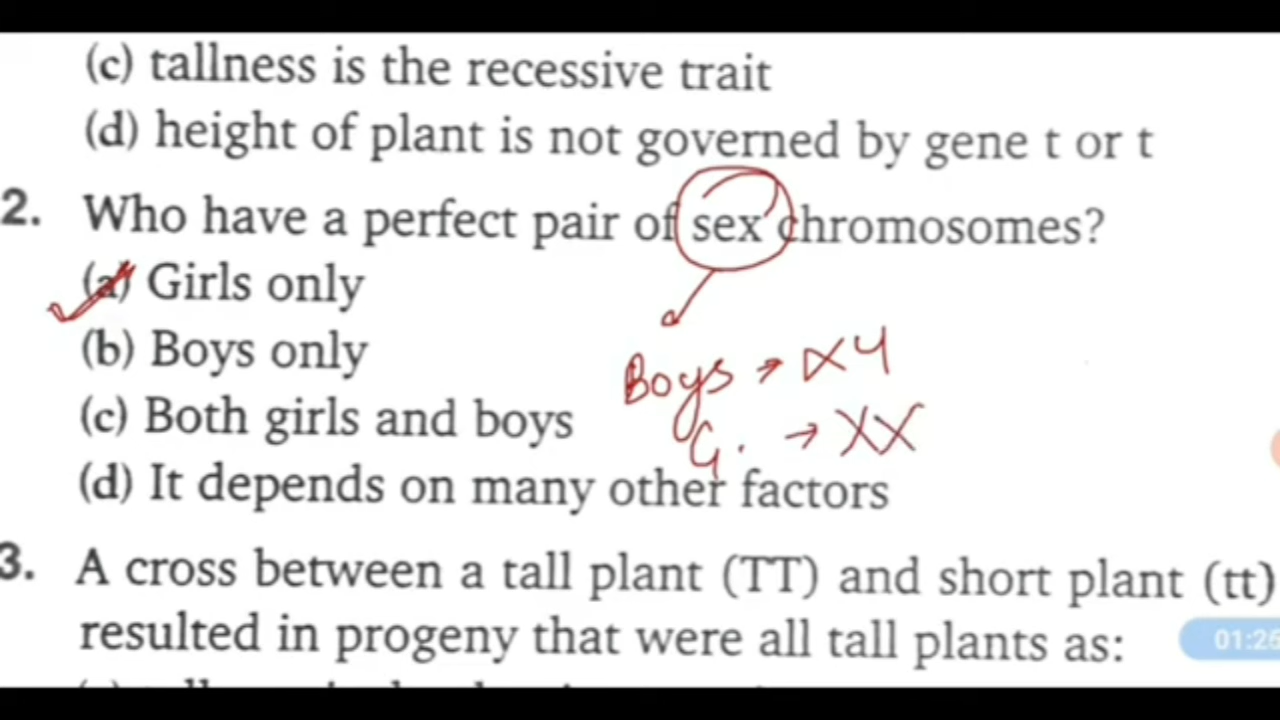 (c) tallness is the recessive trait
(d) height of plant is not governed by gene t or t
2. Who have a perfect pair of sex chromosomes?
(a) Girls only
(b) Boys only
Boys → XY
(c) Both girls and boys
G. → XX
(d) It depends on many other factors
3. A cross between a tall plant (TT) and short plant (tt)
resulted in progeny that were all tall plants as:
01:26